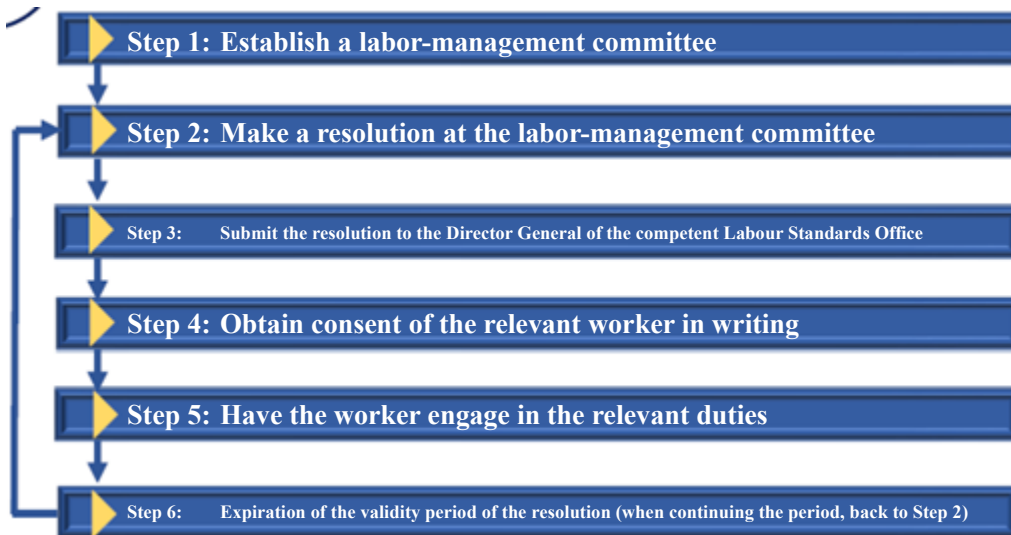 Step 1: Establish a labor-management committee
Step 2: Make a resolution at the labor-management committee
Step 3: Submit the resolution to the Director General of the competent Labour Standards Office
Step 4: Obtain consent of the relevant worker in writing
Step 5: Have the worker engage in the relevant duties
Step 6: Expiration of the validity period of the resolution (when continuing the period, back to Step 2)